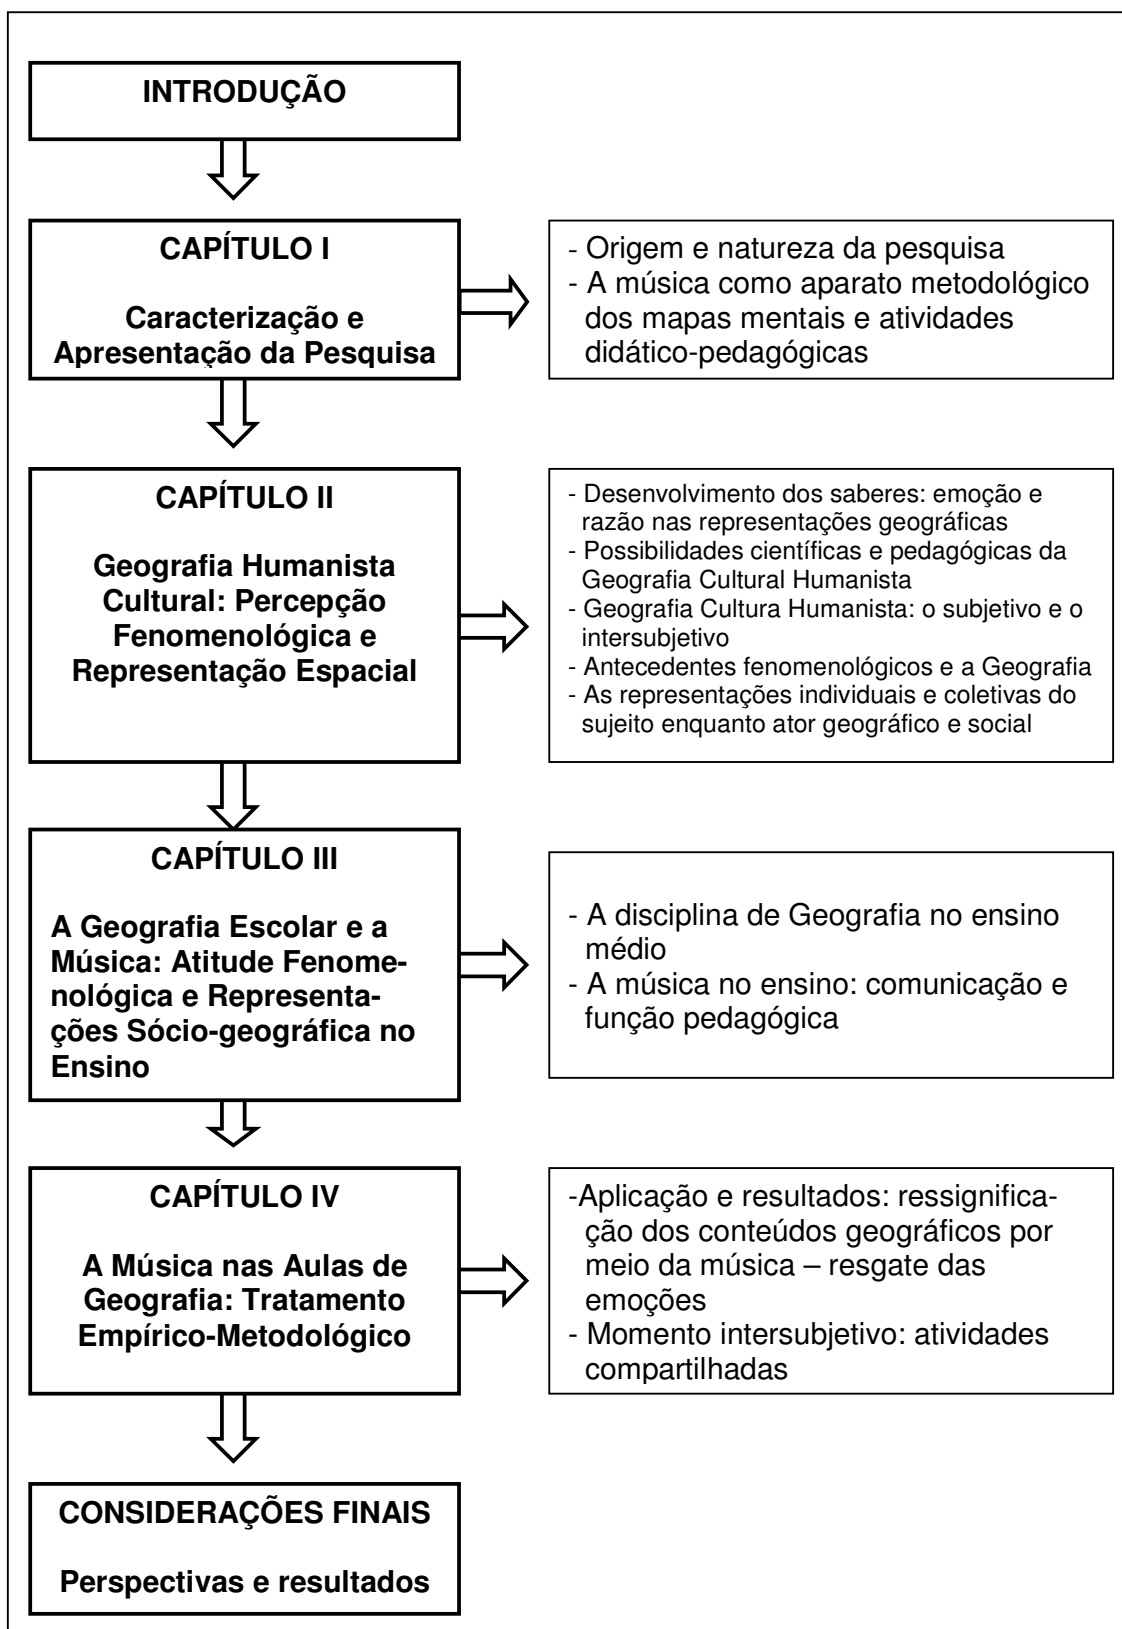 INTRODUÇÃO
CAPÍTULO I
Caracterização e
Apresentação da Pesquisa
- Origem e natureza da pesquisa
- A música como aparato metodológico
dos mapas mentais e atividades
didático-pedagógicas
CAPÍTULO II
Geografia Humanista
Cultural: Percepção
Fenomenológica e
Representação Espacial
- Desenvolvimento dos saberes: emoção e
razão nas representações geográficas
- Possibilidades científicas e pedagógicas da
Geografia Cultural Humanista
- Geografia Cultura Humanista: o subjetivo e o
intersubjetivo
- Antecedentes fenomenológicos e a Geografia
- As representações individuais e coletivas do
sujeito enquanto ator geográfico e social
CAPÍTULO III
A Geografia Escolar e a
Música: Atitude Fenome-
nológica e Representa-
ções Sócio-geográfica no
Ensino
- A disciplina de Geografia no ensino
médio
- A música no ensino: comunicação e
função pedagógica
CAPÍTULO IV
A Música nas Aulas de
Geografia: Tratamento
Empírico-Metodológico
-Aplicação e resultados: ressignifica-
ção dos conteúdos geográficos por
meio da música – resgate das
emoções
- Momento intersubjetivo: atividades
compartilhadas
CONSIDERAÇÕES FINAIS
Perspectivas e resultados